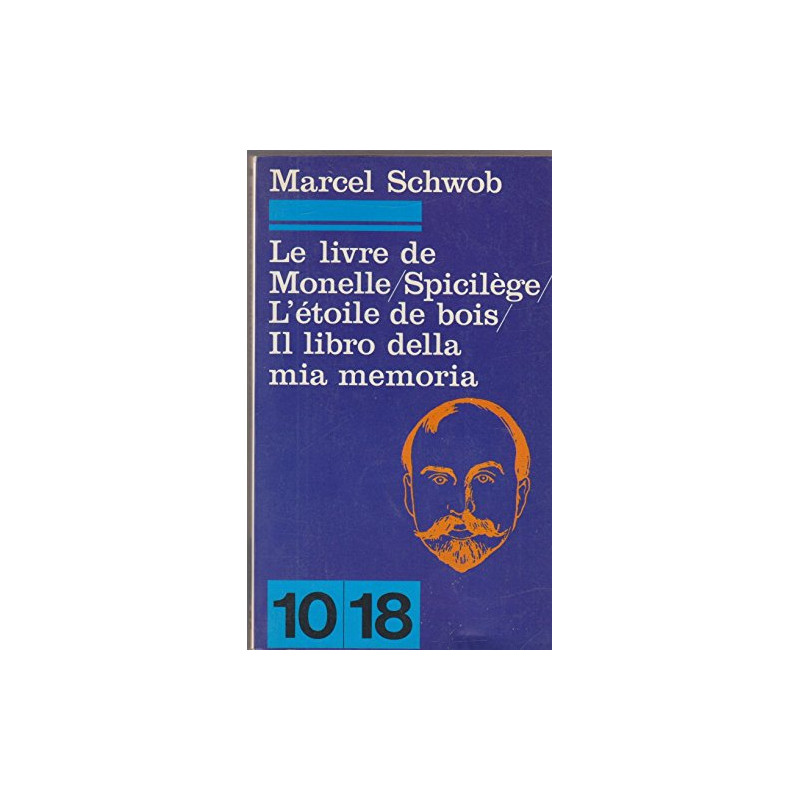 Marcel Schwob
Le livre de
Monelle/Spicilège/
L'étoile de bois/
Il libro della
mia memoria
10 18